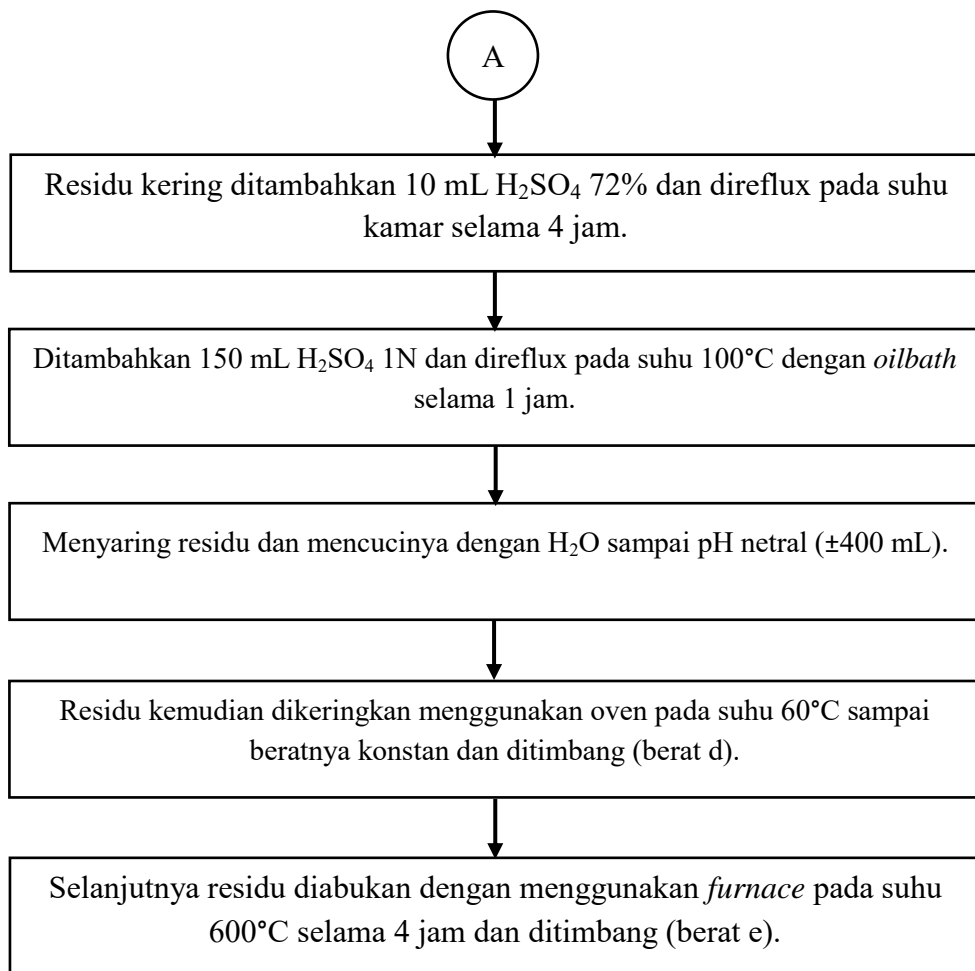 A
Residu kering ditambahkan 10 mL H₂SO₄ 72% dan direflux pada suhu
kamar selama 4 jam.
Ditambahkan 150 mL H₂SO₄ 1N dan direflux pada suhu 100°C dengan oilbath
selama 1 jam.
Menyaring residu dan mencucinya dengan H₂O sampai pH netral (±400 mL).
Residu kemudian dikeringkan menggunakan oven pada suhu 60°C sampai
beratnya konstan dan ditimbang (berat d).
Selanjutnya residu diabukan dengan menggunakan furnace pada suhu
600°C selama 4 jam dan ditimbang (berat e).